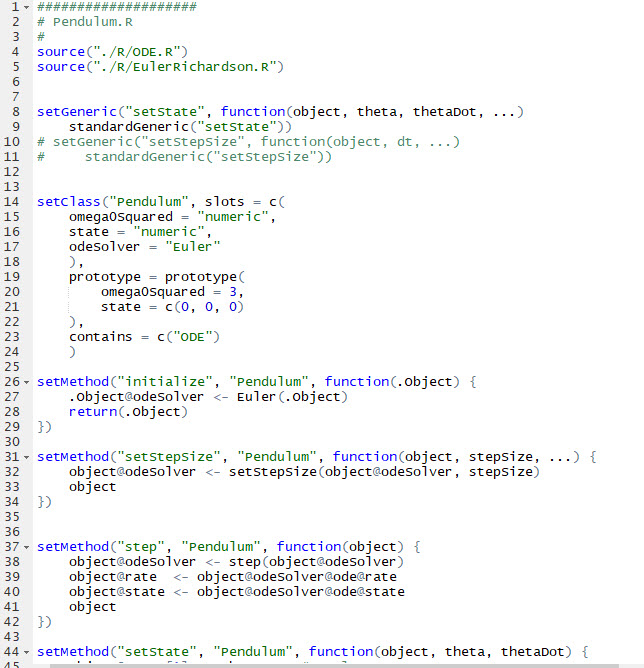 1 ####################
2 # Pendulum.R
3 #
4 source("./R/ODE.R")
5 source("./R/EulerRichardson.R")
6
7
8 setGeneric("setState", function(object, theta, thetaDot, ...)
9     standardGeneric("setState"))
10 # setGeneric("setStepSize", function(object, dt, ...)
11 #     standardGeneric("setStepSize"))
12
13
14 setClass("Pendulum", slots = c(
15     omega0Squared = "numeric",
16     state = "numeric",
17     odeSolver = "Euler"
18     ),
19     prototype = prototype(
20         omega0Squared = 3,
21         state = c(0, 0, 0)
22     ),
23     contains = c("ODE")
24     )
25
26 setMethod("initialize", "Pendulum", function(.Object) {
27     .Object@odeSolver <- Euler(.Object)
28     return(.Object)
29 })
30
31 setMethod("setStepSize", "Pendulum", function(object, stepSize, ...) {
32     object@odeSolver <- setStepSize(object@odeSolver, stepSize)
33     object
34 })
35
36
37 setMethod("step", "Pendulum", function(object) {
38     object@odeSolver <- step(object@odeSolver)
39     object@rate  <- object@odeSolver@ode@rate
40     object@state <- object@odeSolver@ode@state
41     object
42 })
43
44 setMethod("setState", "Pendulum", function(object, theta, thetaDot) {
45